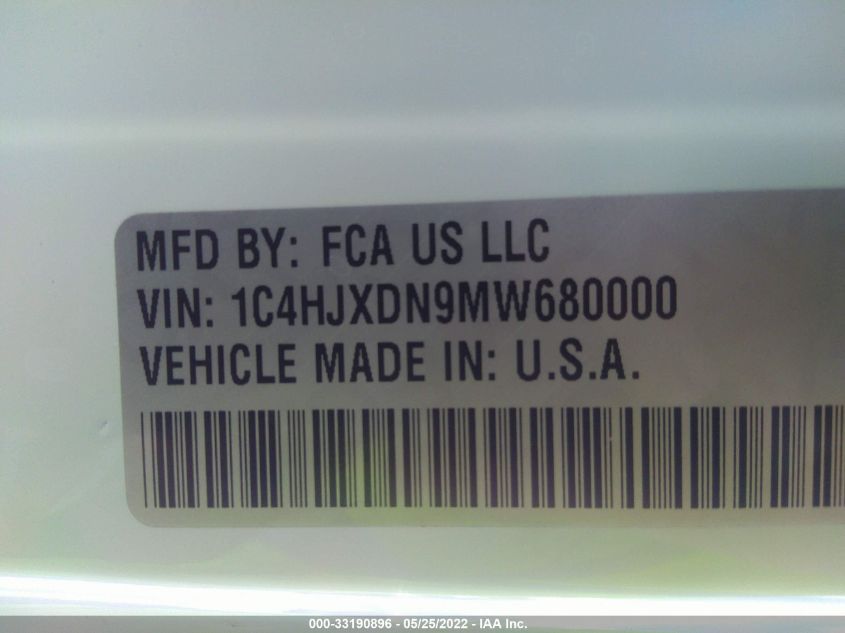 MFD BY: FCA US LLC
VIN: 1C4HJXDN9MW680000
VEHICLE MADE IN: U.S.A.
000-33190896 - 05/25/2022 - IAA Inc.